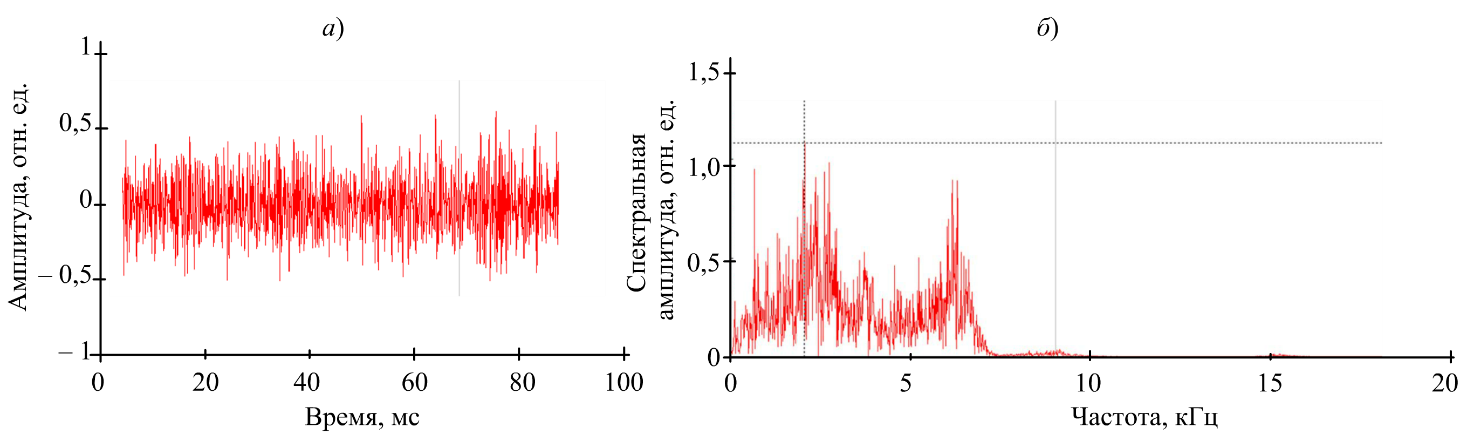 а)
Амплитуда, отн. ед.
1
0,5
0
– 0,5
– 1
0 20 40 60 80 100
Время, мс
б)
Спектральная
амплитуда, отн. ед.
1,5
1,0
0,5
0
0 5 10 15 20
Частота, кГц